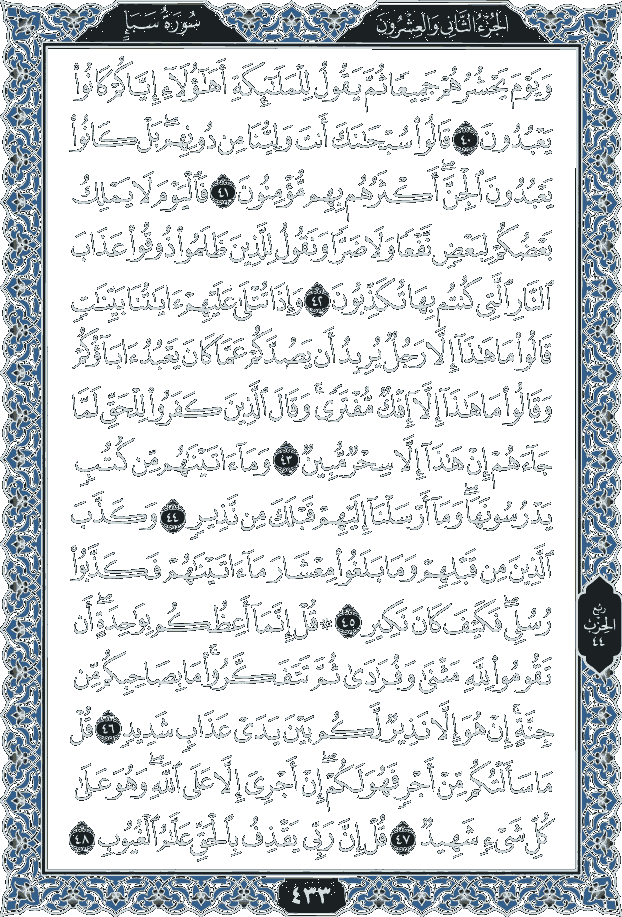 الجزء الثاني والعشرون
سورة سبإ
وَيَوْمَ يَحْشُرُهُمْ جَمِيعًا ثُمَّ يَقُولُ لِلْمَلَٰٓئِكَةِ أَهَٰٓؤُلَآءِ إِيَّاكُمْ كَانُوا۟
يَعْبُدُونَ ٤٠ قَالُوا۟ سُبْحَٰنَكَ أَنتَ وَلِيُّنَا مِن دُونِهِم ۖ بَلْ كَانُوا۟
يَعْبُدُونَ ٱلْجِنَّ ۖ أَكْثَرُهُم بِهِم مُّؤْمِنُونَ ٤١ فَٱلْيَوْمَ لَا يَمْلِكُ
بَعْضُكُمْ لِبَعْضٍ نَّفْعًا وَلَا ضَرًّا وَنَقُولُ لِلَّذِينَ ظَلَمُوا۟ ذُوقُوا۟ عَذَابَ
ٱلنَّارِ ٱلَّتِى كُنتُم بِهَا تُكَذِّبُونَ ٤٢ وَإِذَا تُتْلَىٰ عَلَيْهِمْ ءَايَٰتُنَا بَيِّنَٰتٍ
قَالُوا۟ مَا هَٰذَآ إِلَّا رَجُلٌ يُرِيدُ أَن يَصُدَّكُمْ عَمَّا كَانَ يَعْبُدُ ءَابَآؤُكُمْ
وَقَالُوا۟ مَا هَٰذَآ إِلَّآ إِفْكٌ مُّفْتَرًى ۚ وَقَالَ ٱلَّذِينَ كَفَرُوا۟ لِلْحَقِّ لَمَّا
جَآءَهُمْ إِنْ هَٰذَآ إِلَّا سِحْرٌ مُّبِينٌ ٤٣ وَمَآ ءَاتَيْنَٰهُم مِّن كُتُبٍ
يَدْرُسُونَهَا ۖ وَمَآ أَرْسَلْنَآ إِلَيْهِمْ قَبْلَكَ مِن نَّذِيرٍ ٤٤ وَكَذَّبَ
ٱلَّذِينَ مِن قَبْلِهِمْ وَمَا بَلَغُوا۟ مِعْشَارَ مَآ ءَاتَيْنَٰهُمْ فَكَذَّبُوا۟
رُسُلِى ۖ فَكَيْفَ كَانَ نَكِيرِ ٤٥ ۞ قُلْ إِنَّمَآ أَعِظُكُم بِوَٰحِدَةٍ ۖ أَن
تَقُومُوا۟ لِلَّهِ مَثْنَىٰ وَفُرَٰدَىٰ ثُمَّ تَتَفَكَّرُوا۟ ۚ مَا بِصَاحِبِكُم مِّن
جِنَّةٍ ۚ إِنْ هُوَ إِلَّا نَذِيرٌ لَّكُم بَيْنَ يَدَىْ عَذَابٍ شَدِيدٍ ٤٦ قُلْ
مَا سَأَلْتُكُم مِّنْ أَجْرٍ فَهُوَ لَكُمْ ۖ إِنْ أَجْرِىَ إِلَّا عَلَى ٱللَّهِ ۖ وَهُوَ عَلَىٰ
كُلِّ شَىْءٍ شَهِيدٌ ٤٧ قُلْ إِنَّ رَبِّى يَقْذِفُ بِٱلْحَقِّ عَلَّٰمُ ٱلْغُيُوبِ ٤٨
ربع
الحزب
٤٤
٤٣٣